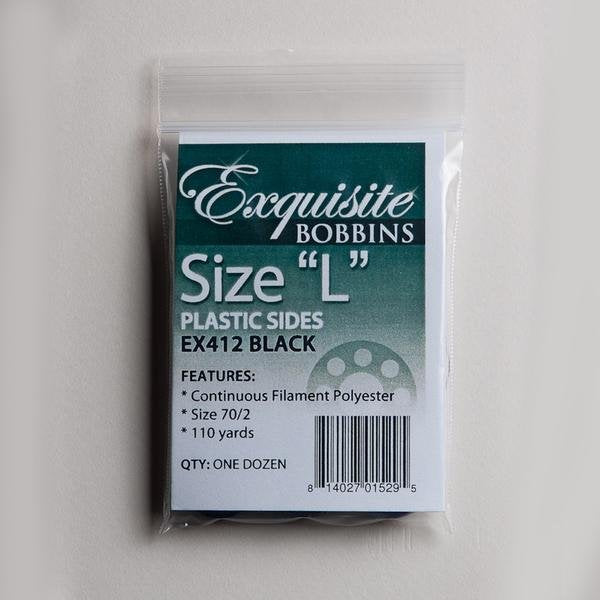 Exquisite
BOBBINS
Size “L”
PLASTIC SIDES
EX412 BLACK
FEATURES:
* Continuous Filament Polyester
* Size 70/2
* 110 yards
QTY: ONE DOZEN
8 14027 01529 5